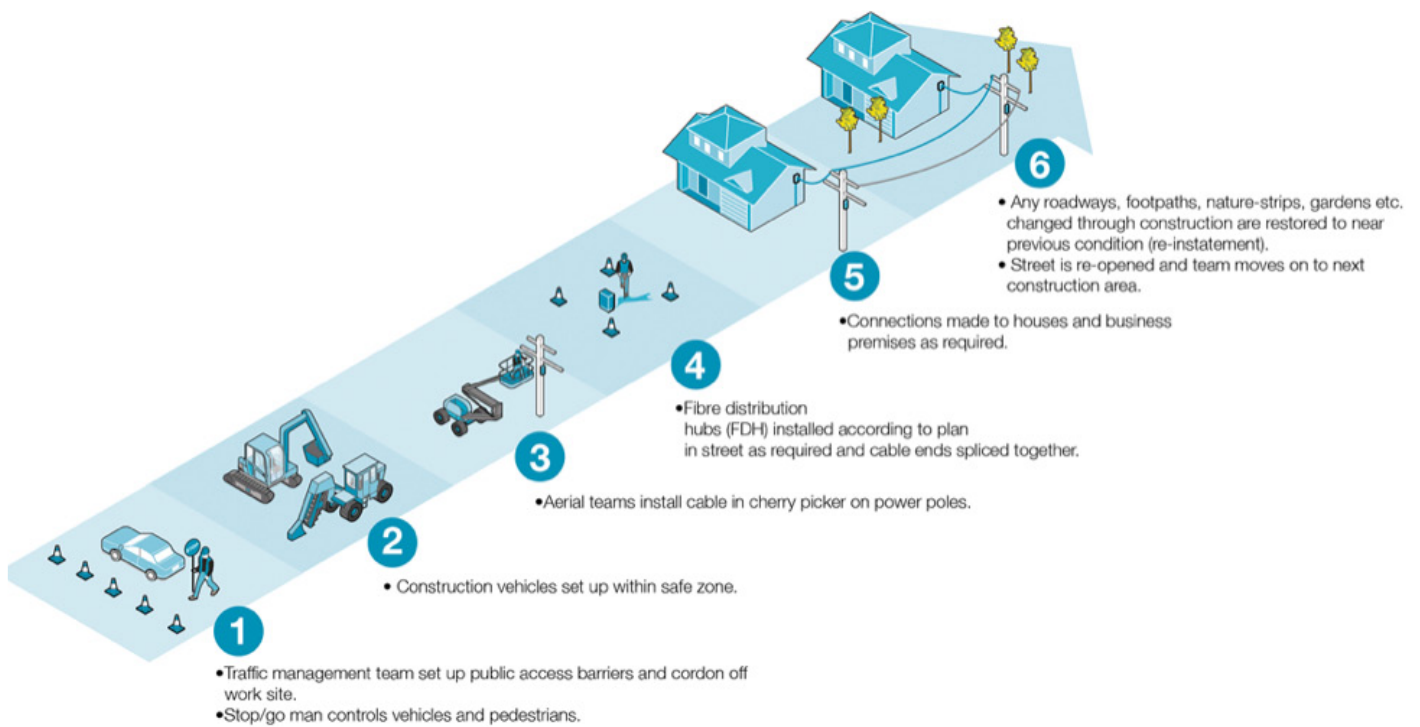 1
•Traffic management team set up public access barriers and cordon off
work site.
•Stop/go man controls vehicles and pedestrians.
2
• Construction vehicles set up within safe zone.
3
•Aerial teams install cable in cherry picker on power poles.
4
•Fibre distribution
hubs (FDH) installed according to plan
in street as required and cable ends spliced together.
5
•Connections made to houses and business
premises as required.
6
• Any roadways, footpaths, nature-strips, gardens etc.
changed through construction are restored to near
previous condition (re-instatement).
• Street is re-opened and team moves on to next
construction area.